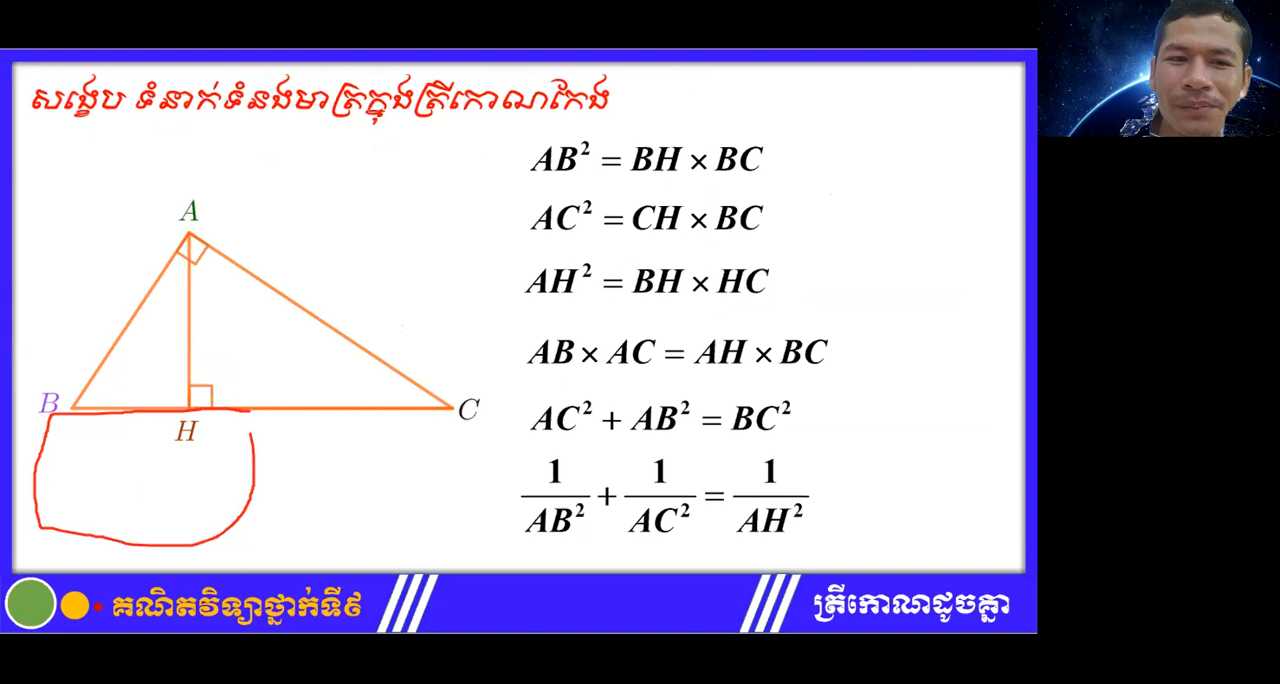 សង្ខេប ទំនាក់ទំនងមាត្រក្នុងត្រីកោណកែង
AB² = BH × BC
AC² = CH × BC
AH² = BH × HC
AB × AC = AH × BC
AC² + AB² = BC²
1/AB² + 1/AC² = 1/AH²
A
B
H
C
គណិតវិទ្យាថ្នាក់ទី៩
ត្រីកោណដូចគ្នា